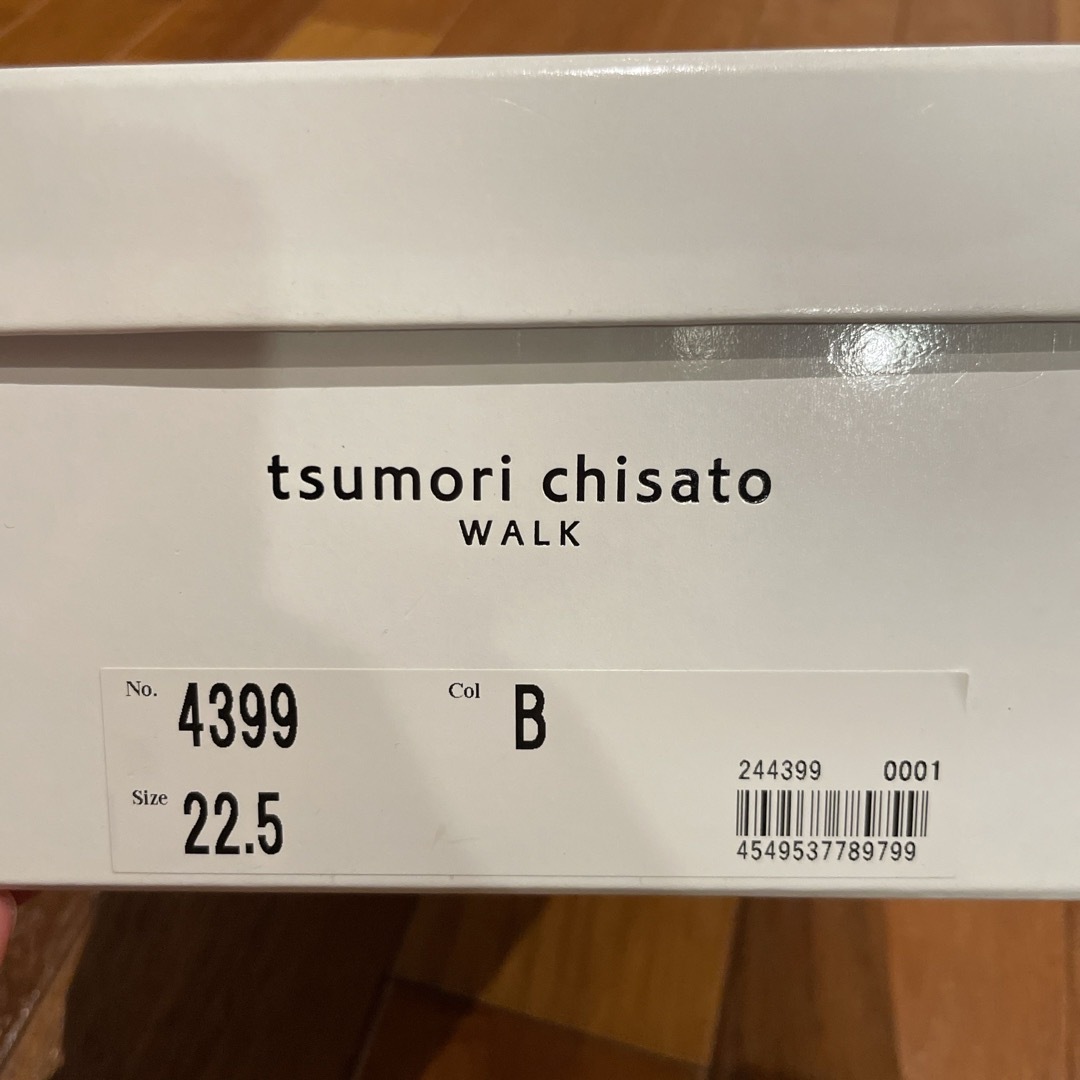 tsumori chisato
WALK
No. 4399 Col B
Size 22.5
244399 0001
4549537789799